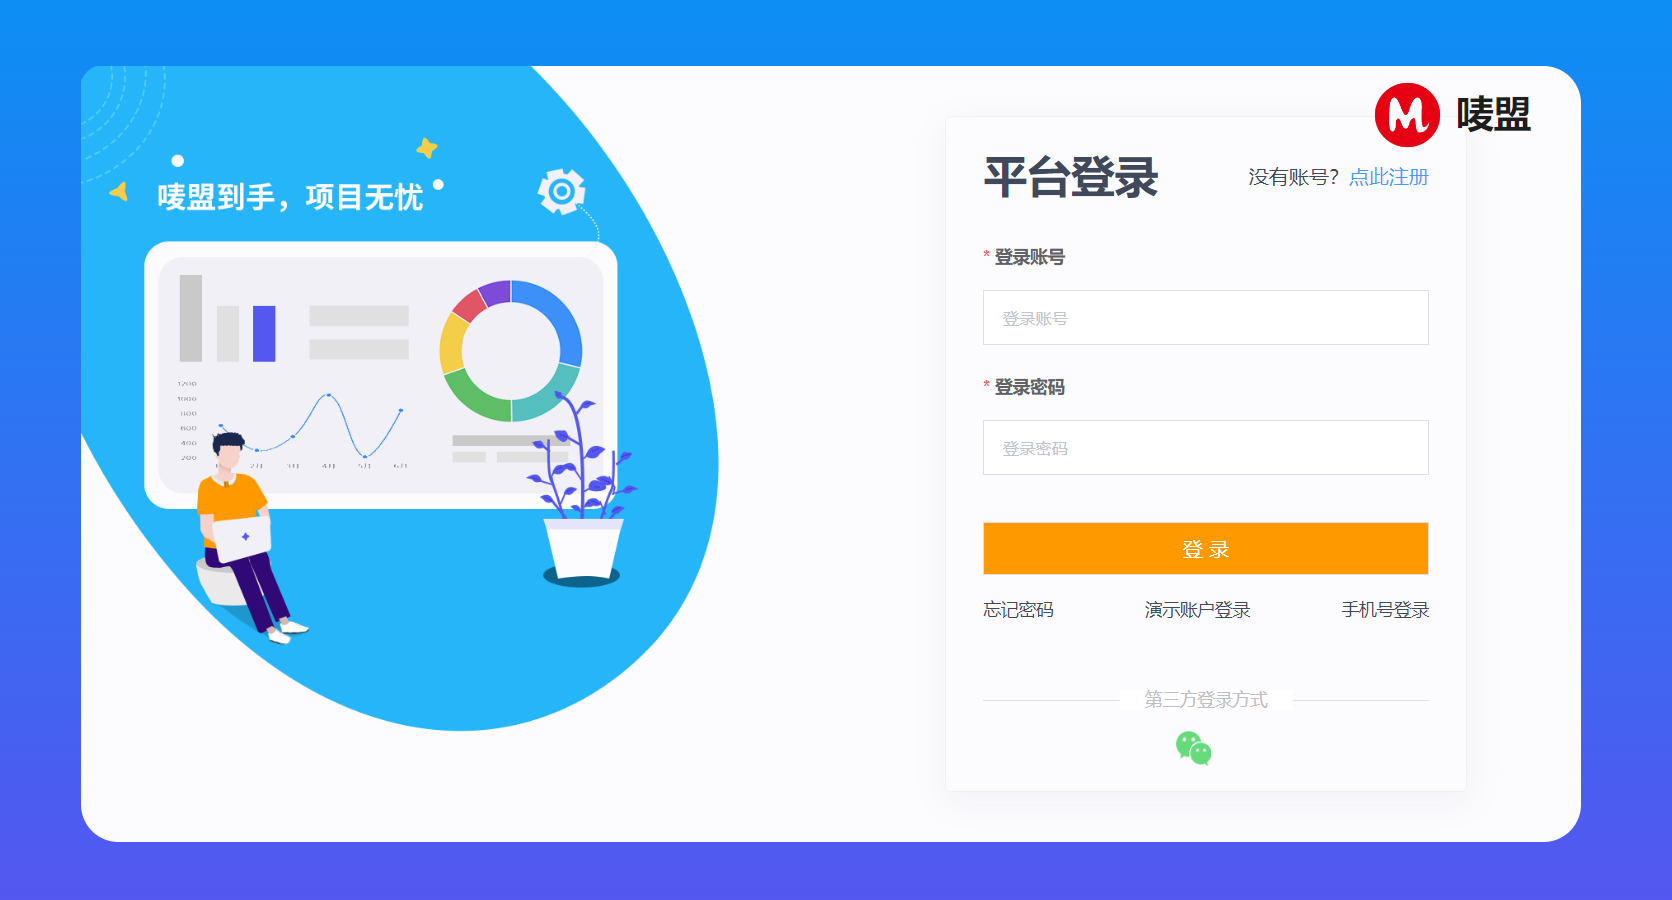 唛盟
唛盟到手，项目无忧
1200
1000
800
600
400
200
2月
3月
4月
5月
6月
平台登录
没有账号？点此注册
* 登录账号
登录账号
* 登录密码
登录密码
登 录
忘记密码 演示账户登录 手机号登录
第三方登录方式